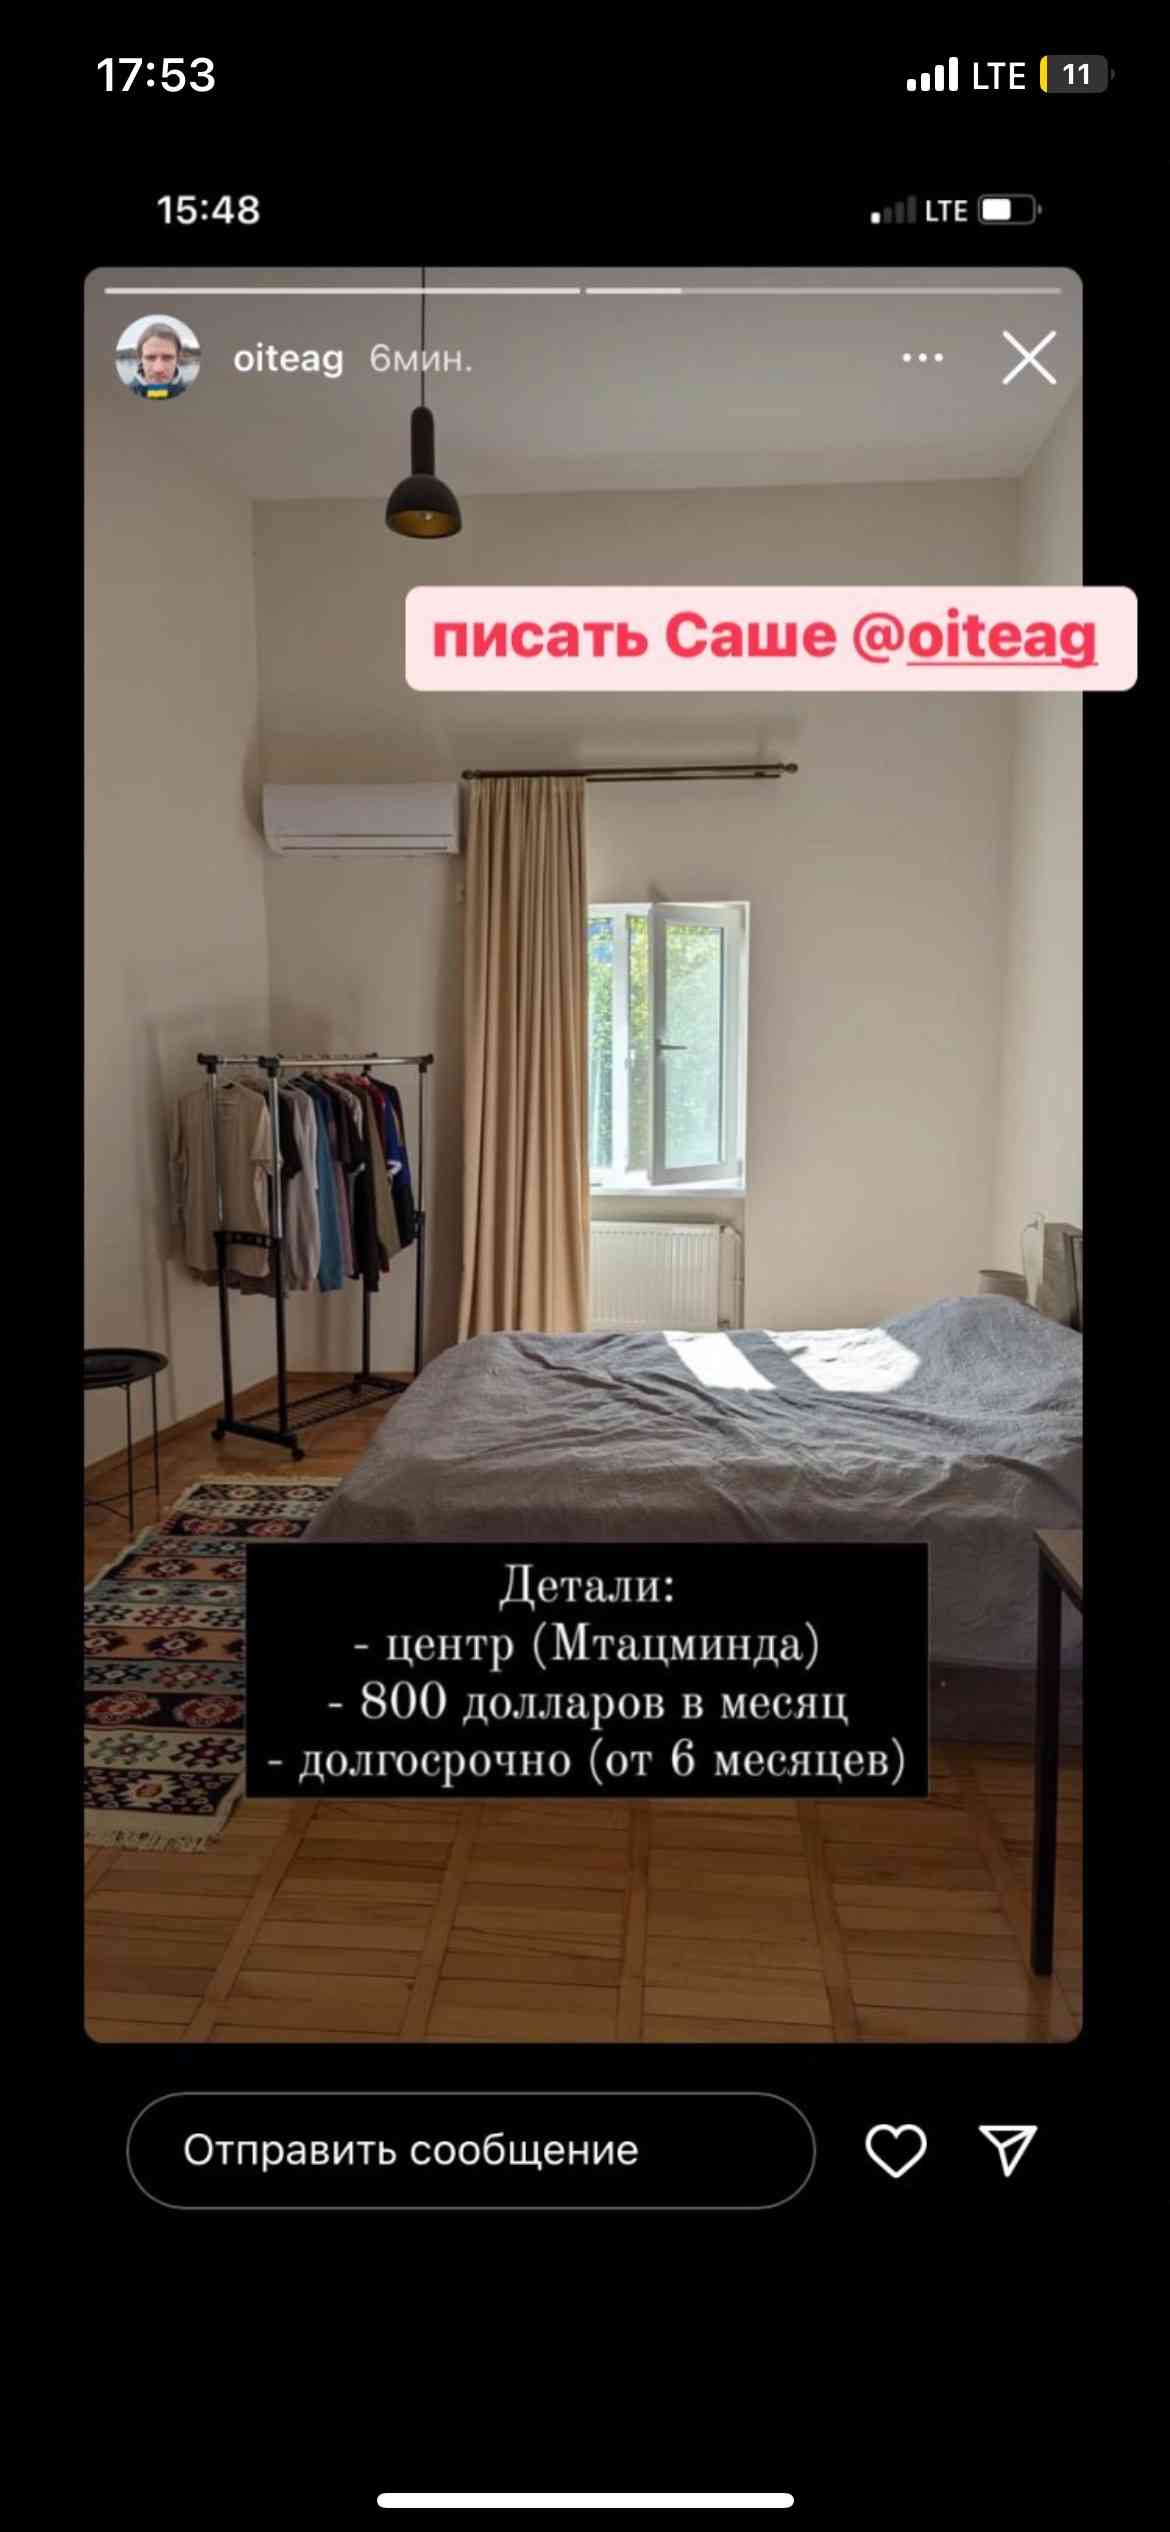 17:53
LTE 11
15:48
LTE
oiteag 6мин.
писать Саше @oiteag
Детали:
- центр (Мтацминда)
- 800 долларов в месяц
- долгосрочно (от 6 месяцев)
Отправить сообщение